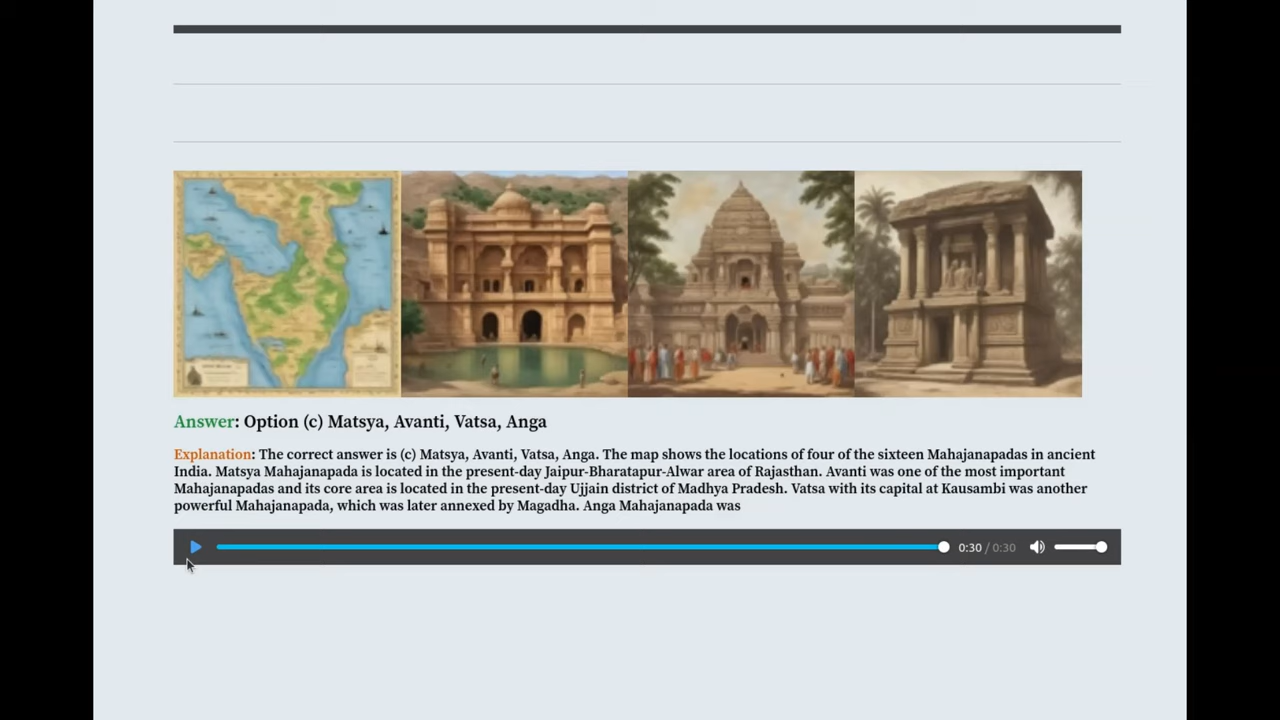 Answer: Option (c) Matsya, Avanti, Vatsa, Anga
Explanation: The correct answer is (c) Matsya, Avanti, Vatsa, Anga. The map shows the locations of four of the sixteen Mahajanapadas in ancient
India. Matsya Mahajanapada is located in the present-day Jaipur-Bharatapur-Alwar area of Rajasthan. Avanti was one of the most important
Mahajanapadas and its core area is located in the present-day Ujjain district of Madhya Pradesh. Vatsa with its capital at Kausambi was another
powerful Mahajanapada, which was later annexed by Magadha. Anga Mahajanapada was
0:30 / 0:30